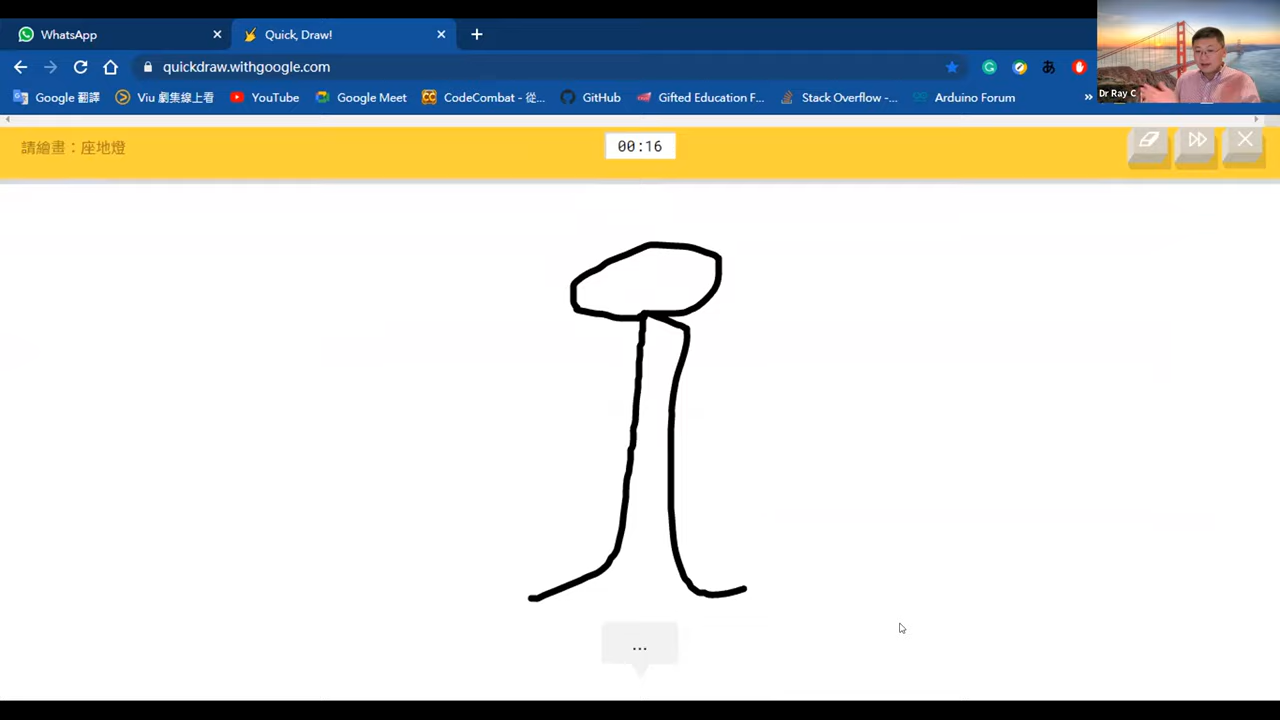 WhatsApp
Quick, Draw!
quickdraw.withgoogle.com
Dr Ray C
Google 翻譯
Viu 劇集線上看
YouTube
Google Meet
CodeCombat - 從...
GitHub
Gifted Education F...
Stack Overflow -...
Arduino Forum
»
請繪畫：座地燈
00:16
...